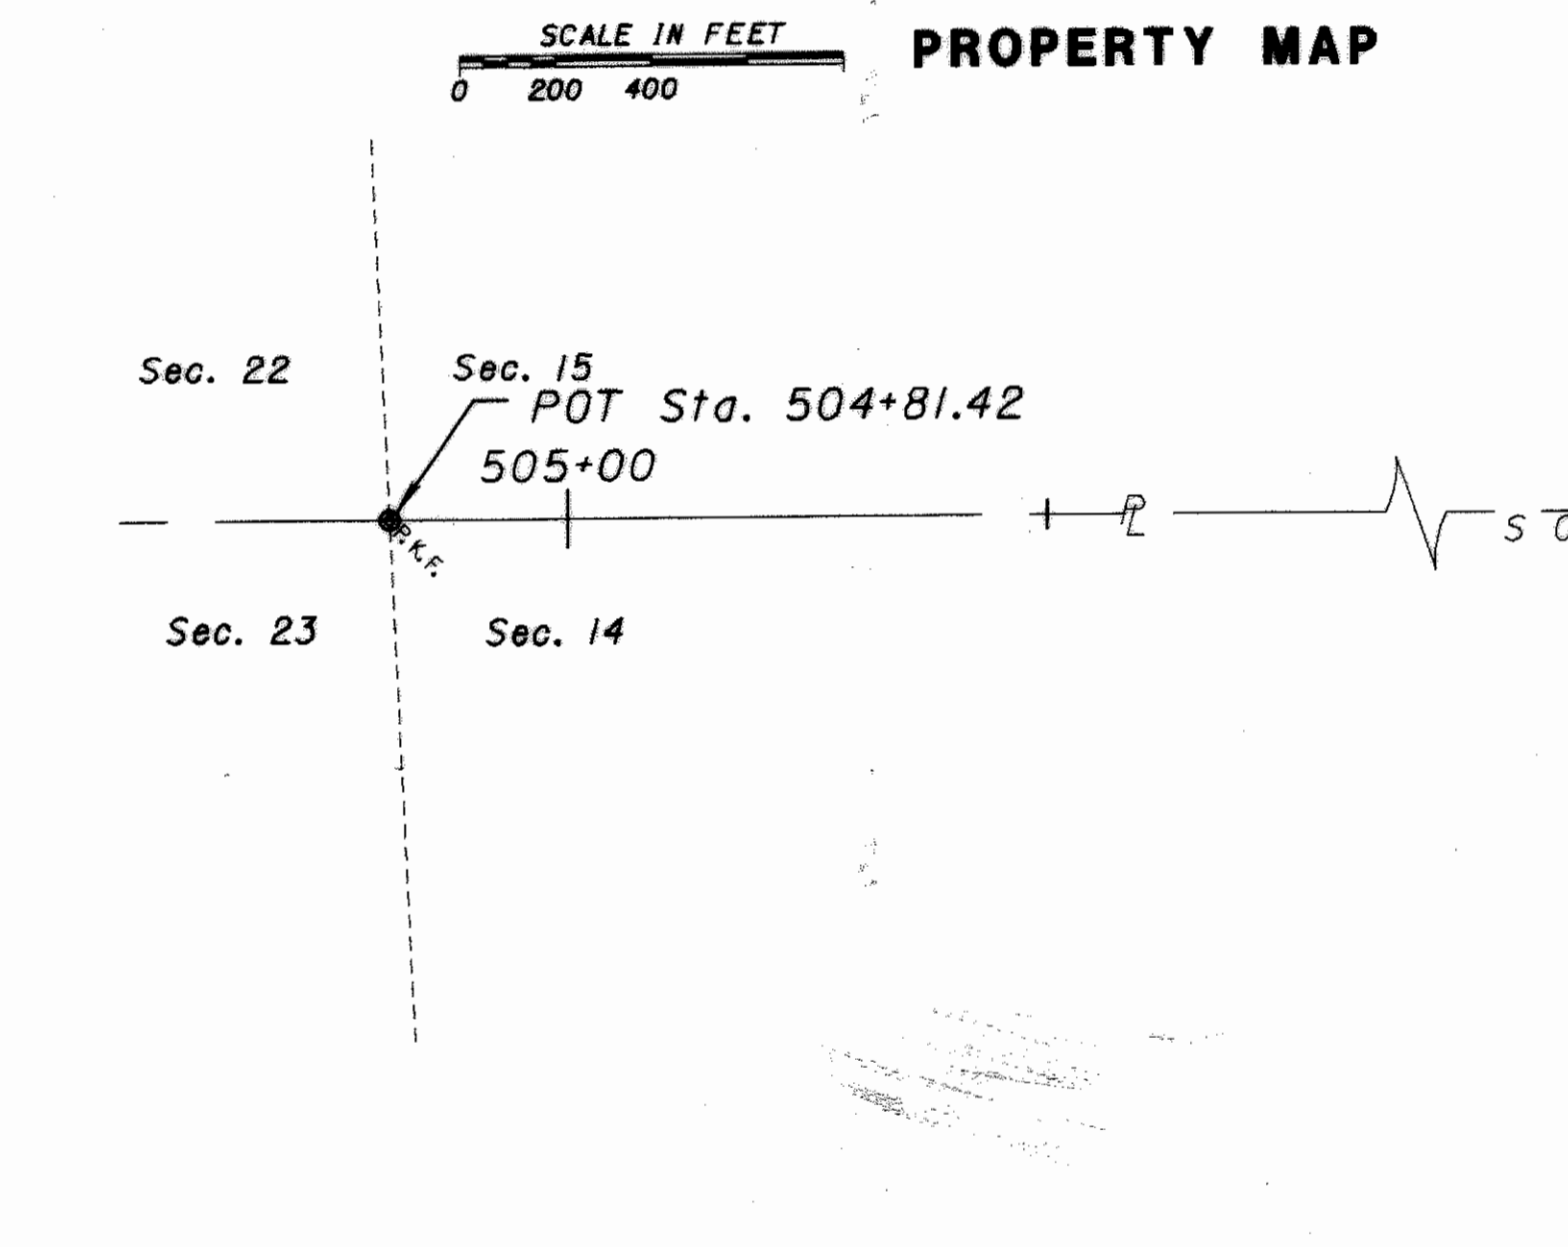 SCALE IN FEET
0 200 400
PROPERTY MAP
Sec. 22
Sec. 15
POT Sta. 504+81.42
505+00
PL
S
P.K.F.
Sec. 23
Sec. 14